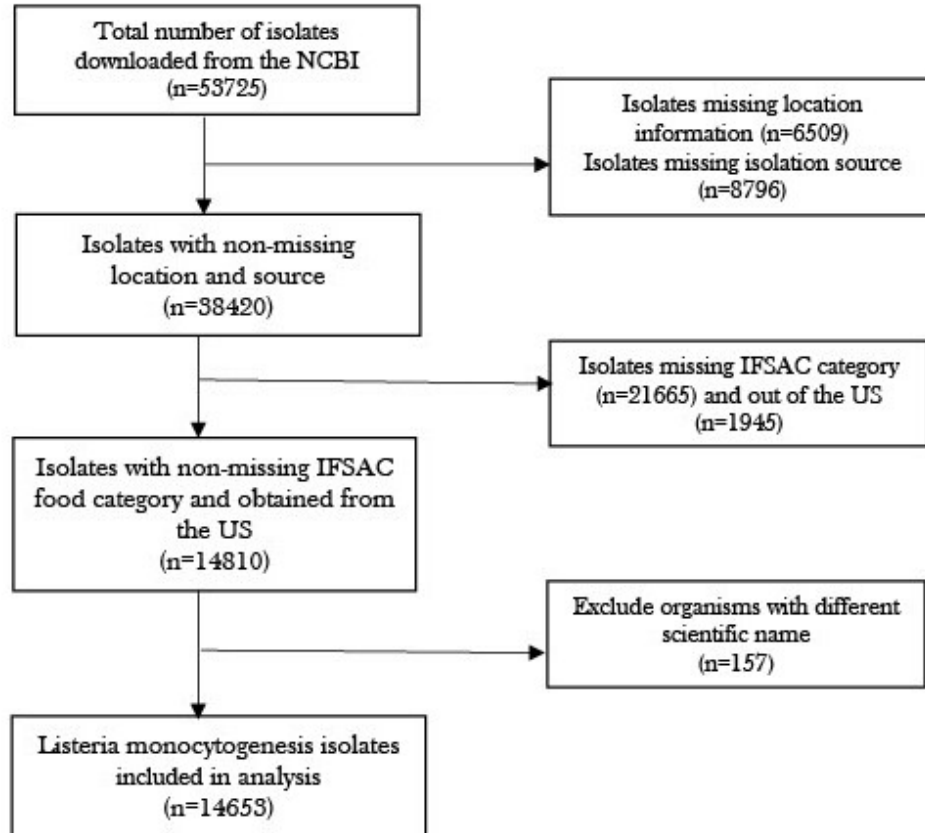 Total number of isolates
downloaded from the NCBI
(n=53725)
Isolates missing location
information (n=6509)
Isolates missing isolation source
(n=8796)
Isolates with non-missing
location and source
(n=38420)
Isolates missing IFSAC category
(n=21665) and out of the US
(n=1945)
Isolates with non-missing IFSAC
food category and obtained from
the US
(n=14810)
Exclude organisms with different
scientific name
(n=157)
Listeria monocytogenesis isolates
included in analysis
(n=14653)